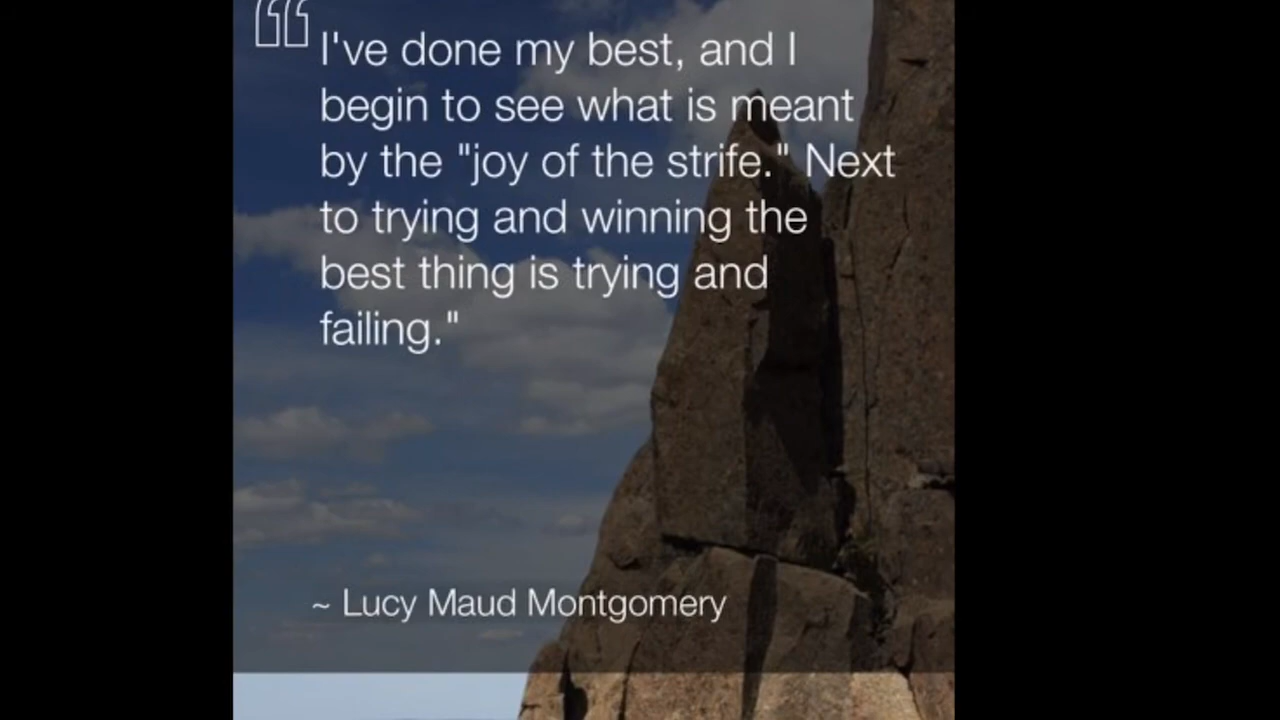 “
I've done my best, and I
begin to see what is meant
by the "joy of the strife." Next
to trying and winning the
best thing is trying and
failing."
~ Lucy Maud Montgomery